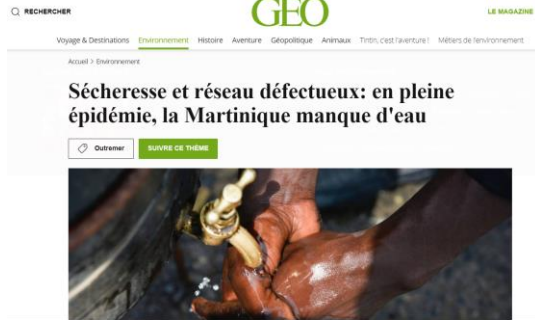 RECHERCHER
GEO
LE MAGAZINE
Voyage & Destinations Environnement Histoire Aventure Géopolitique Animaux Tintin, c'est l'aventure ! Métiers de l'environnement
Accueil > Environnement
Sécheresse et réseau défectueux: en pleine
épidémie, la Martinique manque d'eau
Outremer
SUIVRE CE THÈME